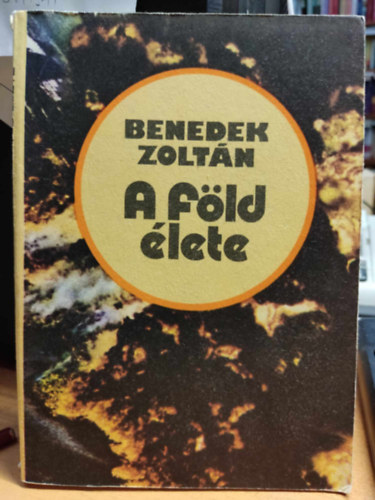 BENEDEK
ZOLTÁN
A föld
élete